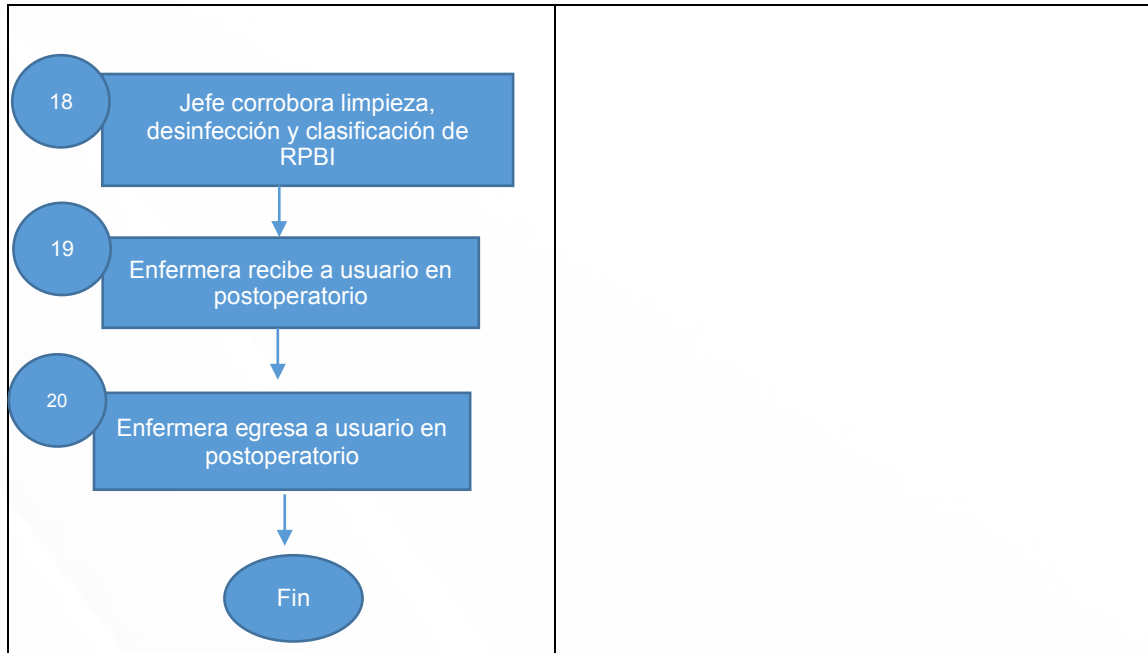 18
Jefe corrobora limpieza,
desinfección y clasificación de
RPBI
19
Enfermera recibe a usuario en
postoperatorio
20
Enfermera egresa a usuario en
postoperatorio
Fin